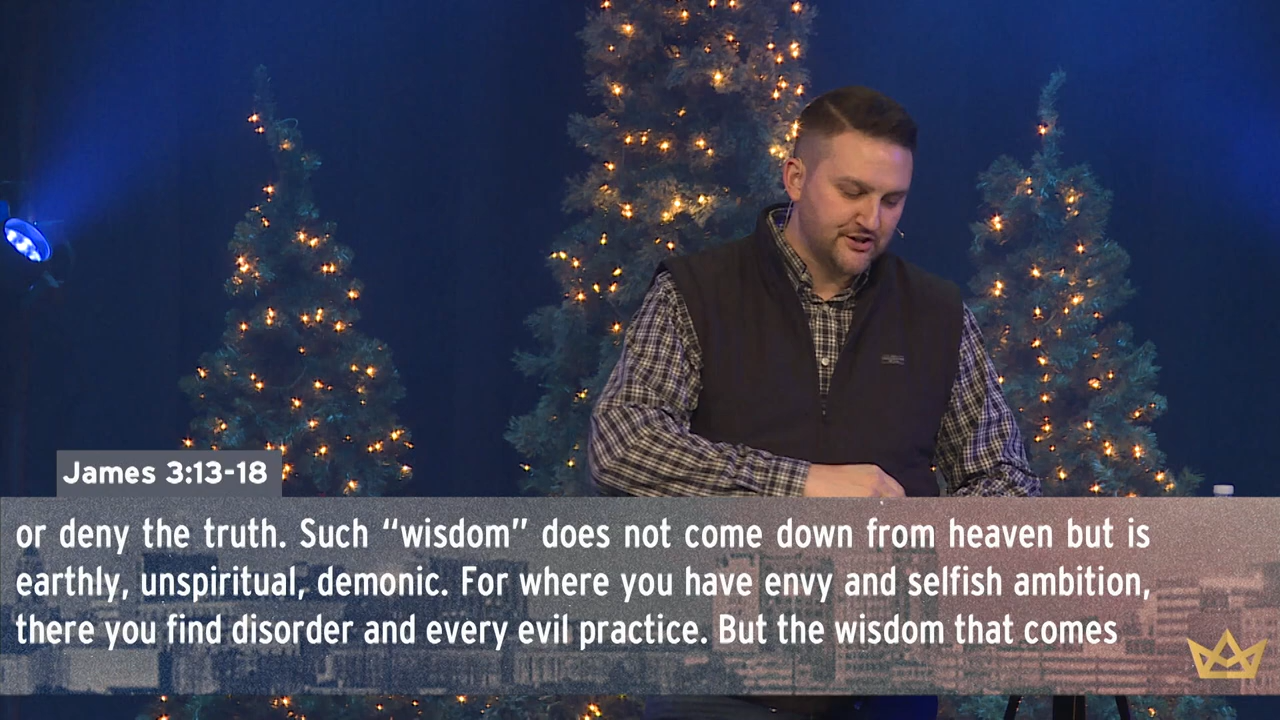 James 3:13-18
or deny the truth. Such “wisdom” does not come down from heaven but is
earthly, unspiritual, demonic. For where you have envy and selfish ambition,
there you find disorder and every evil practice. But the wisdom that comes